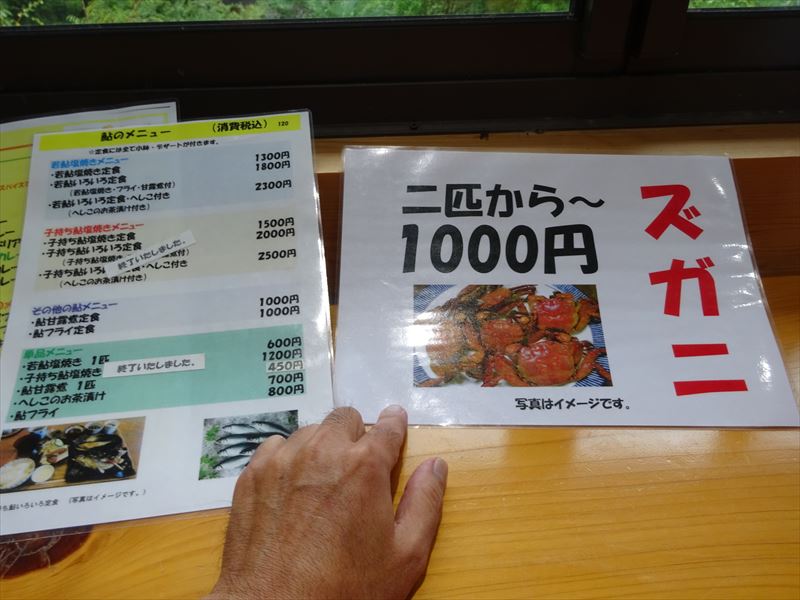 スパイスで
鮎のメニュー (消費税込) 120
☆定食には全て小鉢・デザートが付きます。
若鮎塩焼きメニュー
・若鮎塩焼き定食 1300円
・若鮎いろいろ定食 1800円
(若鮎塩焼き・フライ・甘露煮付)
・若鮎いろいろ定食・へしこ付き 2300円
(へしこのお茶漬け付き)
子持ち鮎塩焼きメニュー
・子持ち鮎塩焼き定食 1500円
・子持ち鮎いろいろ定食 2000円
終了いたしました。
・へしこ付き 2500円
(へしこのお茶漬け付き)
その他の鮎メニュー
・鮎甘露煮定食 1000円
・鮎フライ定食 1000円
単品メニュー
・若鮎塩焼き 1匹 600円
・子持ち鮎塩焼 1200円
終了いたしました。
・鮎甘露煮 1匹 450円
・へしこのお茶漬け 700円
・鮎フライ 800円
ち鮎いろいろ定食 (写真はイメージです。)
二匹から～
1000円
ズガニ
写真はイメージです。